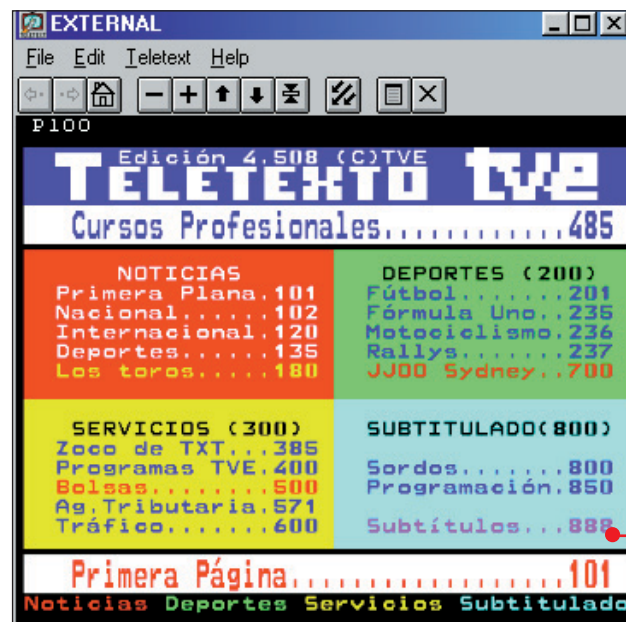 EXTERNAL
File Edit Teletext Help
P100
Edición 4.508 (C)TVE
TELETEXTO tve
Cursos Profesionales............485
NOTICIAS
Primera Plana.101
Nacional......102
Internacional.120
Deportes......135
Los toros.....180
DEPORTES (200)
Fútbol.......201
Fórmula Uno..235
Motociclismo.236
Rallys.......237
JJOO Sydney..700
SERVICIOS (300)
Zoco de TXT...385
Programas TVE.400
Bolsas........500
Ag.Tributaria.571
Tráfico.......600
SUBTITULADO(800)
Sordos.......800
Programación.850
Subtítulos...888
Primera Página..................101
Noticias Deportes Servicios Subtitulado